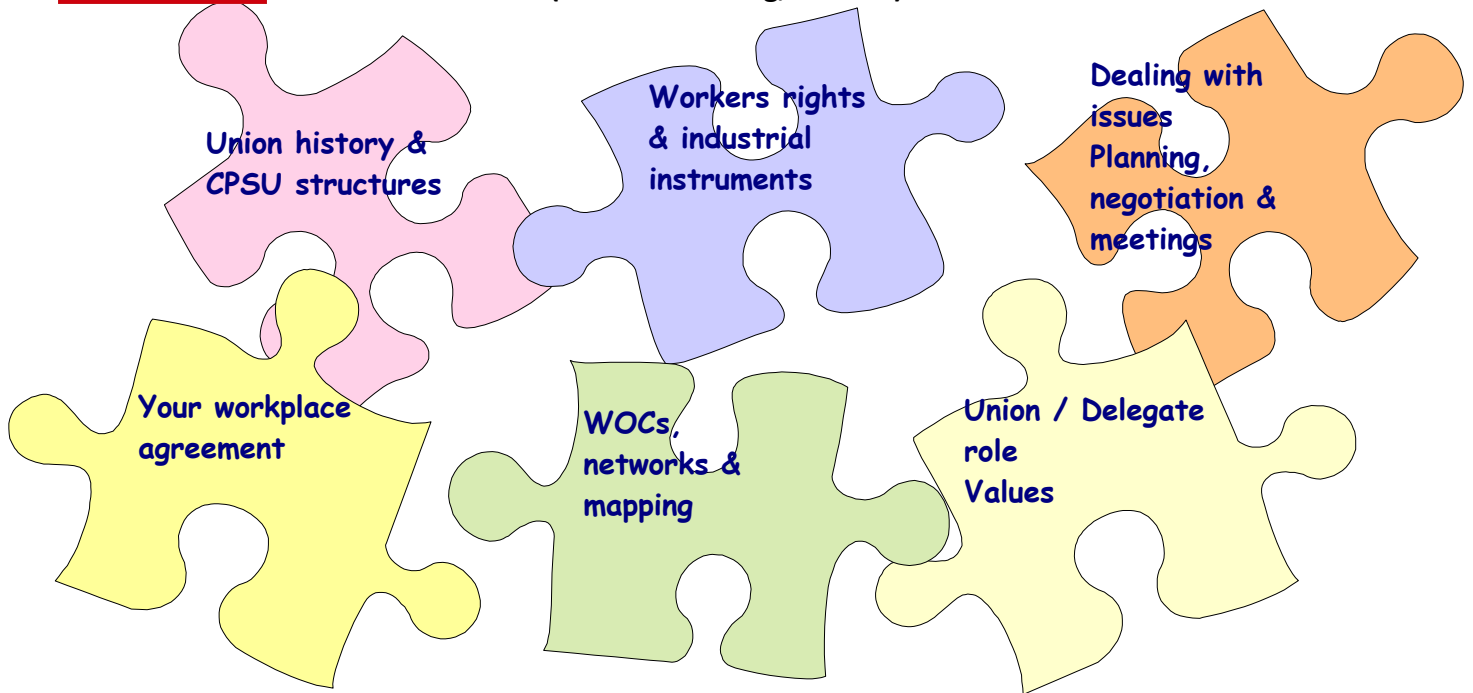 Union history &
CPSU structures
Workers rights
& industrial
instruments
Dealing with
issues
Planning,
negotiation &
meetings
Your workplace
agreement
WOCs,
networks &
mapping
Union / Delegate
role
Values